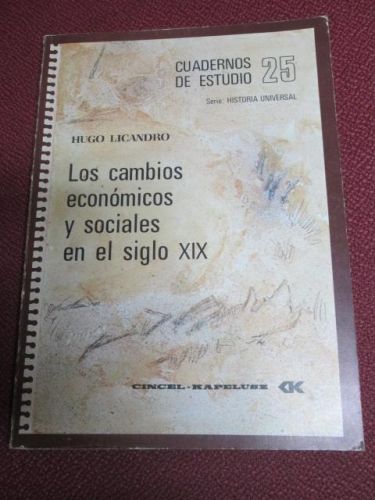 CUADERNOS
DE ESTUDIO 25
Serie: HISTORIA UNIVERSAL
HUGO LICANDRO
Los cambios
económicos
y sociales
en el siglo XIX
CINCEL-KAPELUSZ CK